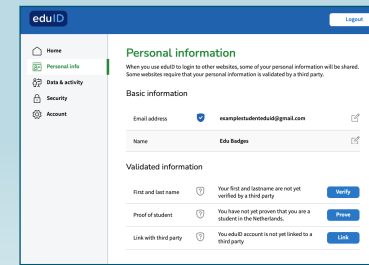 eduID
Logout
Home
Personal info
Data & activity
Security
Account
Personal information
When you use eduID to login to other websites, some of your personal information will be shared.
Some websites require that your personal information is validated by a third party.
Basic information
Email address
examplestudenteduid@gmail.com
Name
Edu Badges
Validated information
First and last name
Your first and lastname are not yet
verified by a third party
Verify
Proof of student
You have not yet proven that you are a
student in the Netherlands.
Prove
Link with third party
You eduID account is not yet linked to a
third party
Link